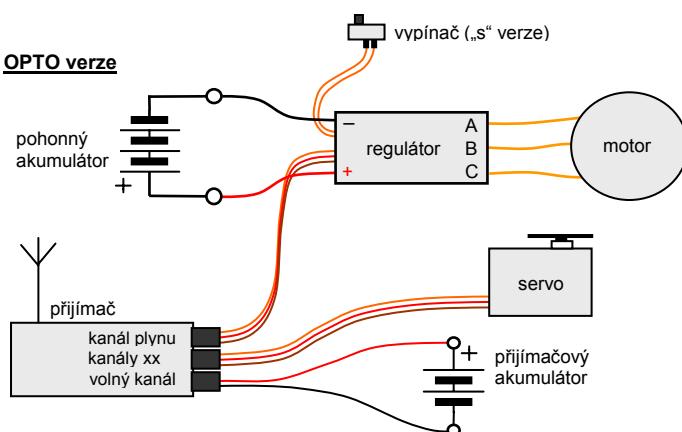 vypínač („s“ verze)
OPTO verze
pohonný
akumulátor
+
−
+
regulátor
A
B
C
motor
servo
přijímač
kanál plynu
kanály xx
volný kanál
+
přijímačový
akumulátor